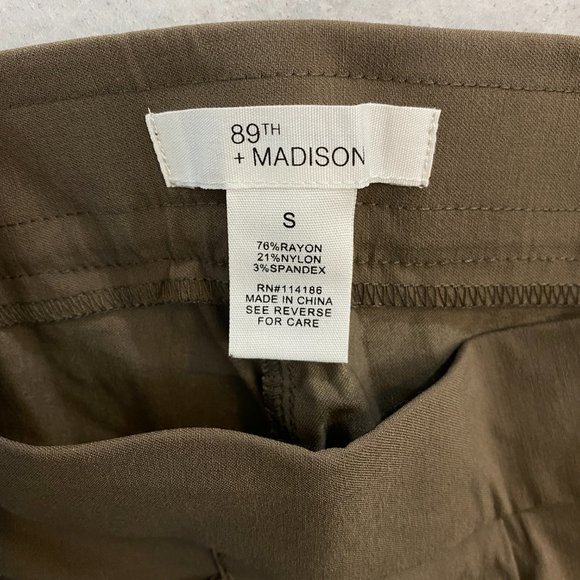 89TH
+ MADISON
S
76%RAYON
21%NYLON
3%SPANDEX
RN#114186
MADE IN CHINA
SEE REVERSE
FOR CARE